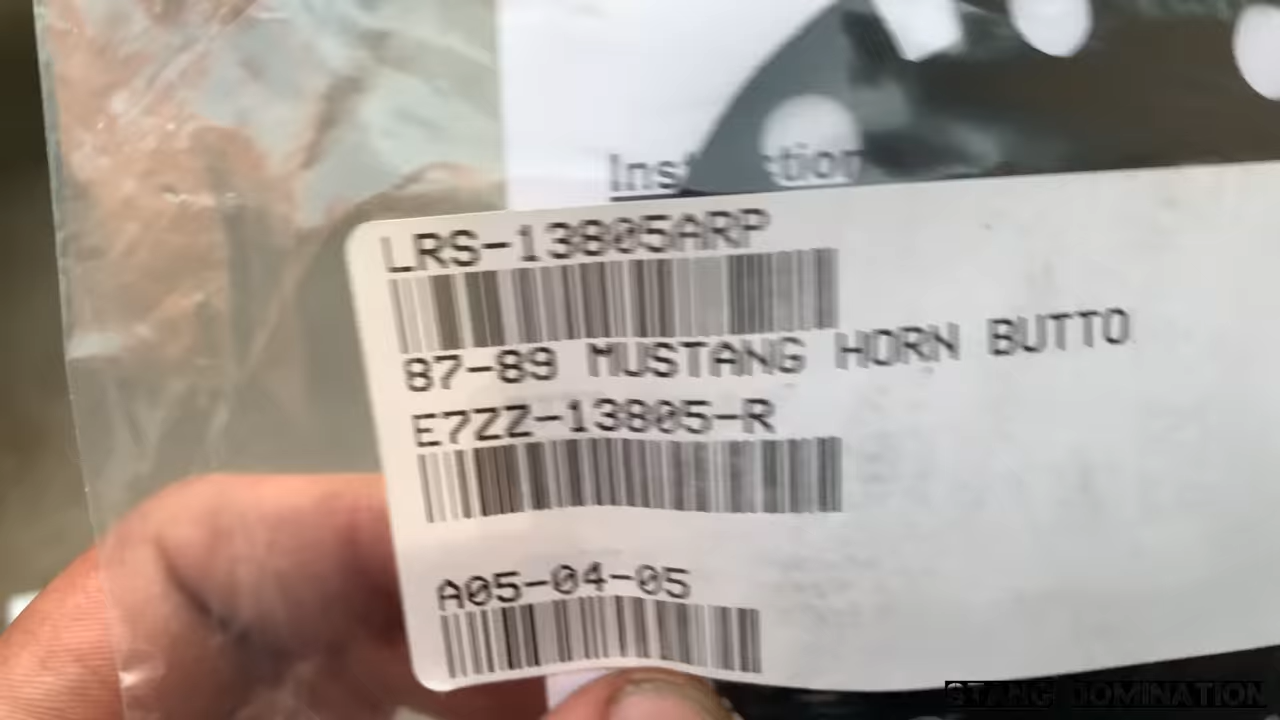 LRS-13805ARP
87-89 MUSTANG HORN BUTTO
E7ZZ-13805-R
A05-04-05
STANG DOMINATION